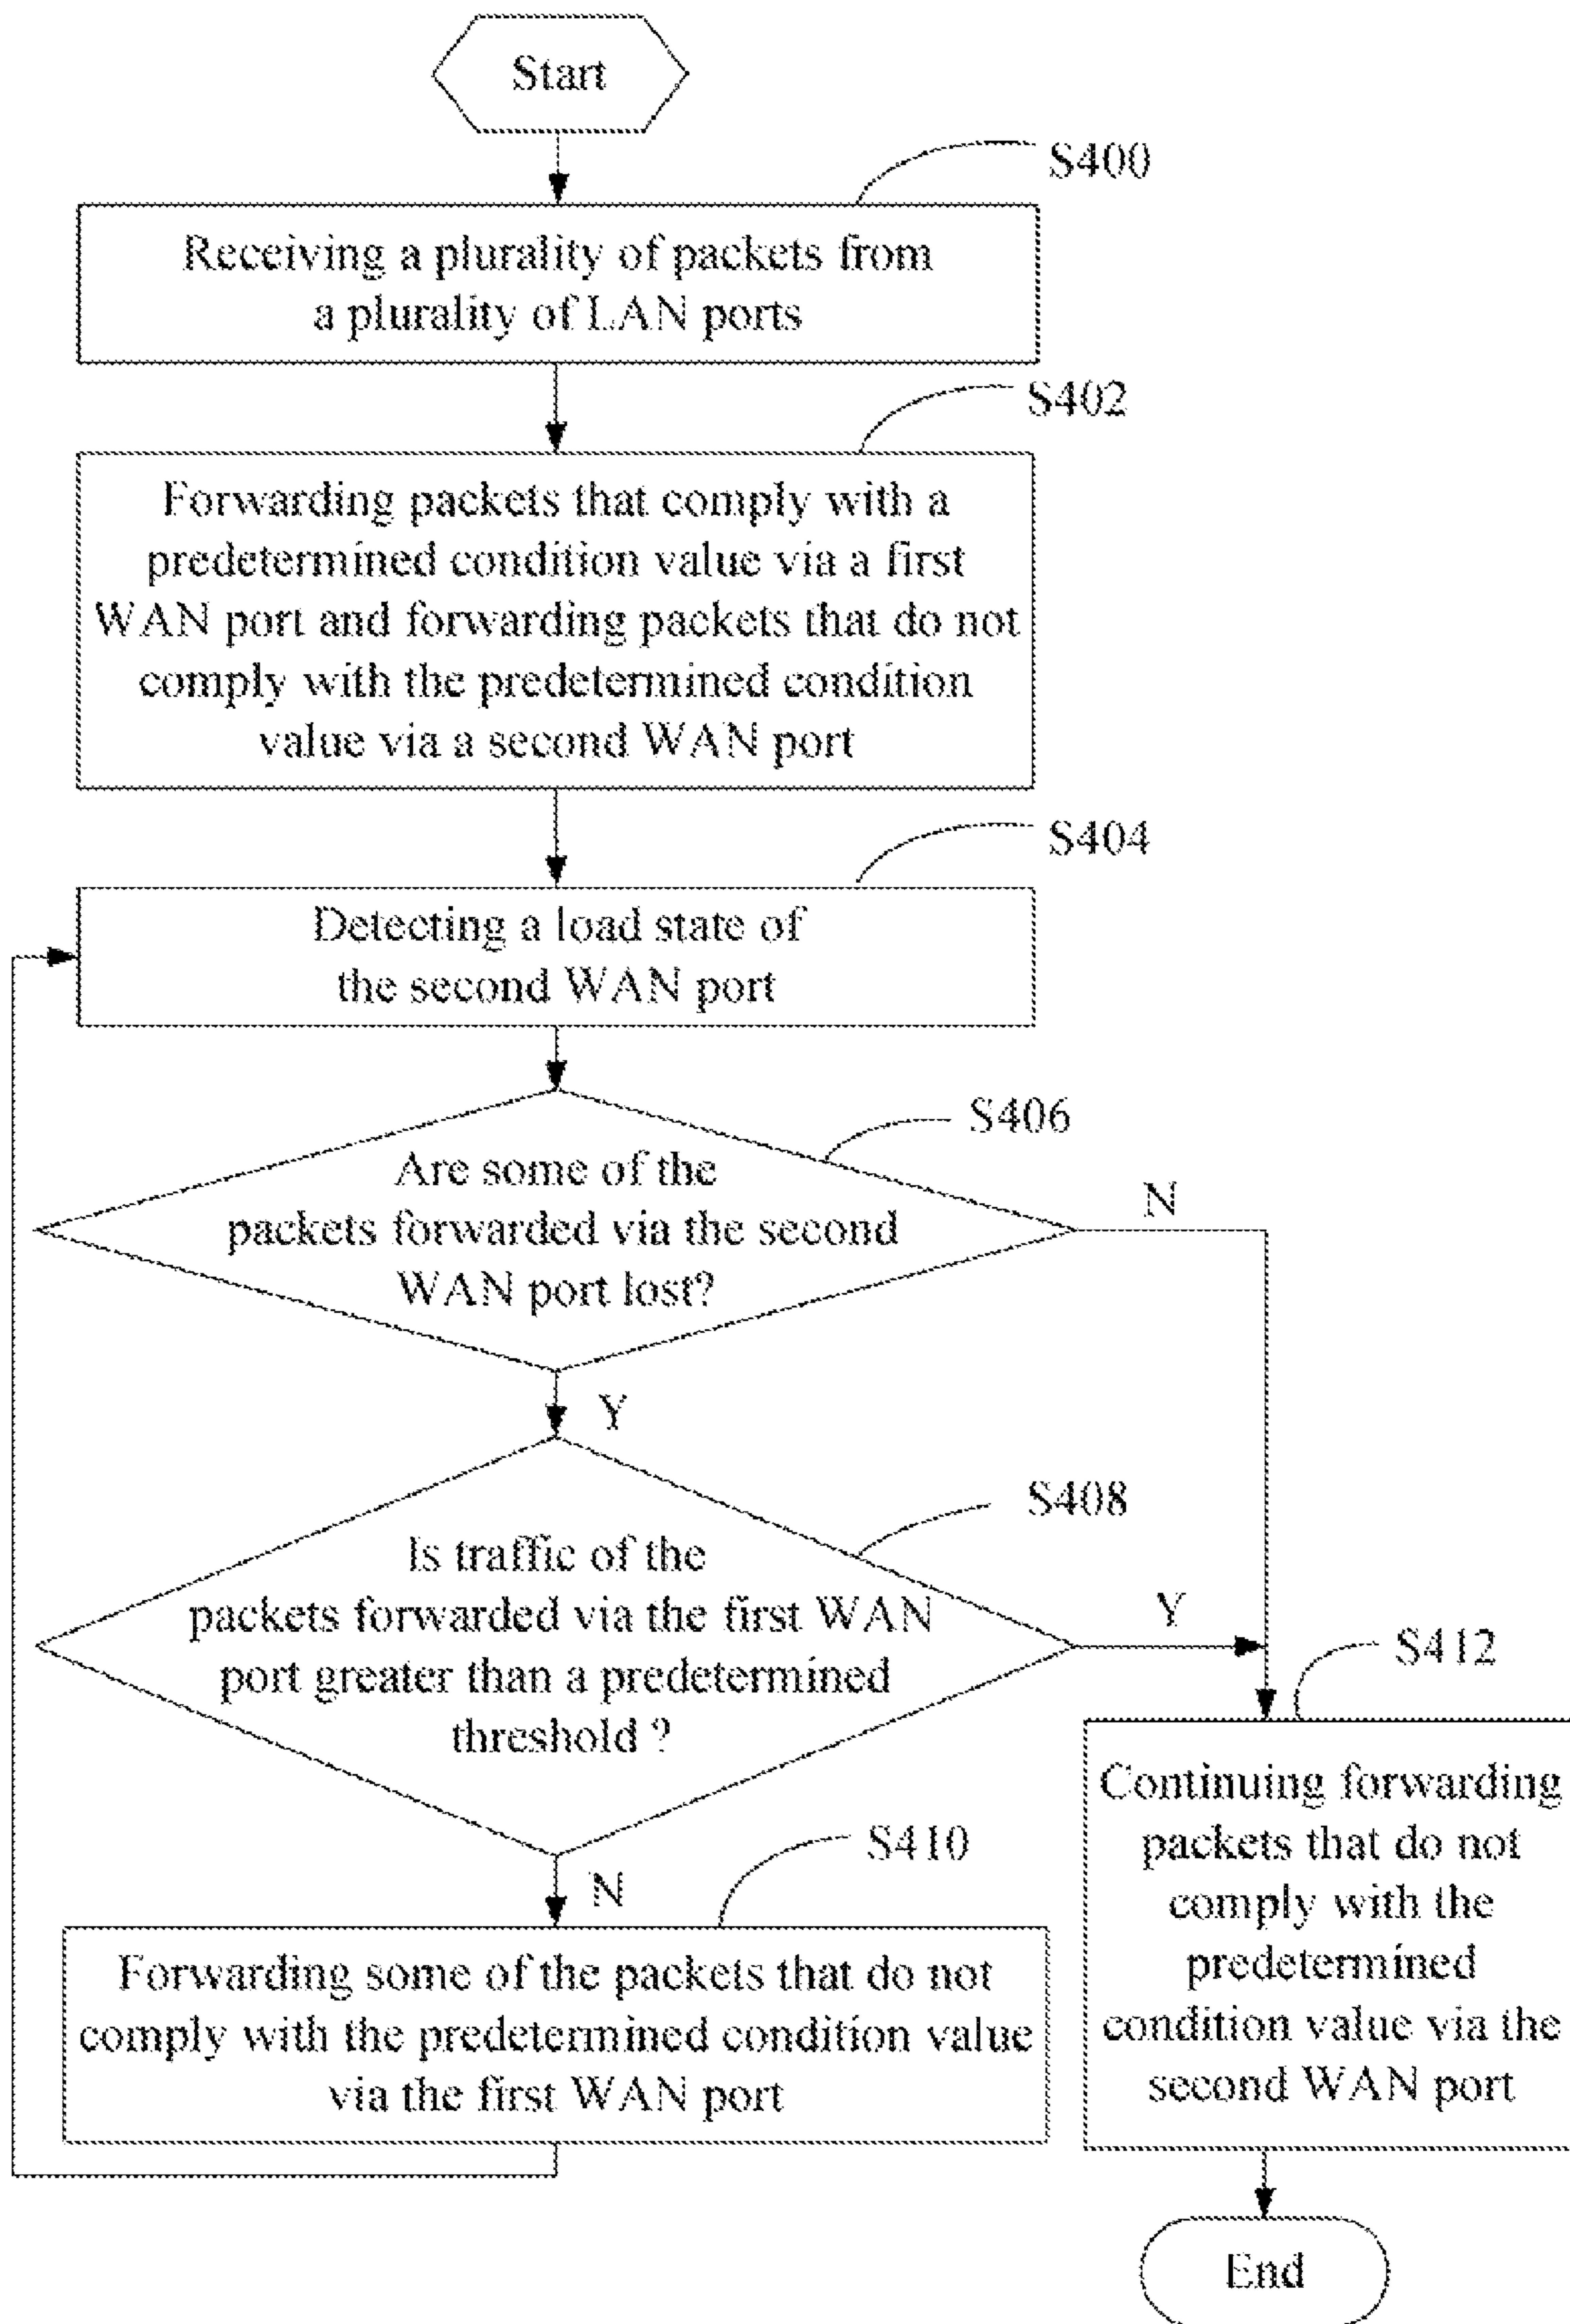 Start
S400
Receiving a plurality of packets from
a plurality of LAN ports
S402
Forwarding packets that comply with a
predetermined condition value via a first
WAN port and forwarding packets that do not
comply with the predetermined condition
value via a second WAN port
S404
Detecting a load state of
the second WAN port
S406
Are some of the
packets forwarded via the second
WAN port lost?
N
Y
S408
Is traffic of the
packets forwarded via the first WAN
port greater than a predetermined
threshold ?
Y
S412
Continuing forwarding
packets that do not
comply with the
predetermined
condition value via the
second WAN port
N
S410
Forwarding some of the packets that do not
comply with the predetermined condition value
via the first WAN port
End